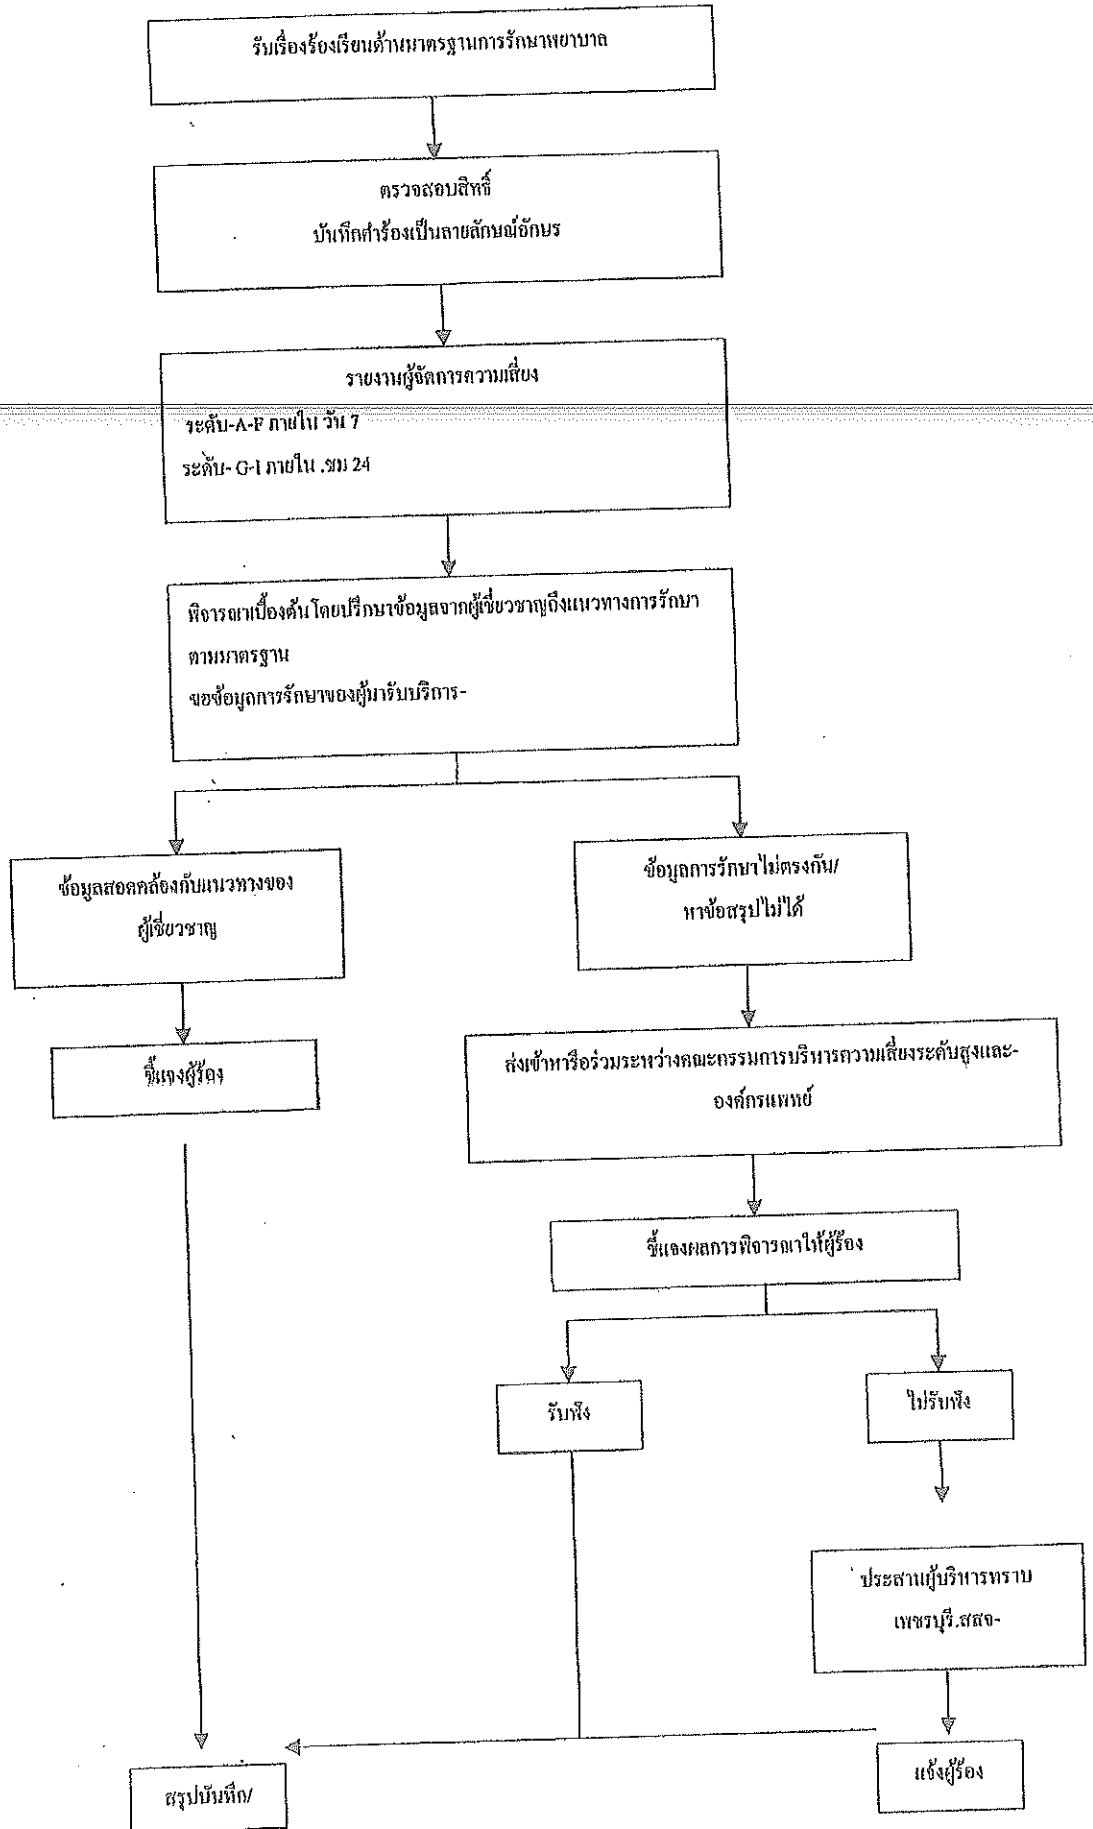 รับเรื่องร้องเรียนด้านมาตรฐานการรักษาพยาบาล
ตรวจสอบสิทธิ์
บันทึกคำร้องเป็นลายลักษณ์อักษร
รายงานผู้จัดการความเสี่ยง
ระดับ-A-F ภายใน วัน 7
ระดับ- G-I ภายใน .ชม 24
พิจารณาเบื้องต้นโดยปรึกษาข้อมูลจากผู้เชี่ยวชาญถึงแนวทางการรักษา
ตามมาตรฐาน
ขอข้อมูลการรักษาของผู้มารับบริการ-
ข้อมูลสอดคล้องกับแนวทางของ
ผู้เชี่ยวชาญ
ข้อมูลการรักษาไม่ตรงกัน/
หาข้อสรุปไม่ได้
ชี้แจงผู้ร้อง
ส่งเข้าหารือร่วมระหว่างคณะกรรมการบริหารความเสี่ยงระดับสูงและ-
องค์กรแพทย์
ชี้แจงผลการพิจารณาให้ผู้ร้อง
รับฟัง
ไม่รับฟัง
ประสานผู้บริหารทราบ
เพชรบุรี.สสจ-
แจ้งผู้ร้อง
สรุปบันทึก/